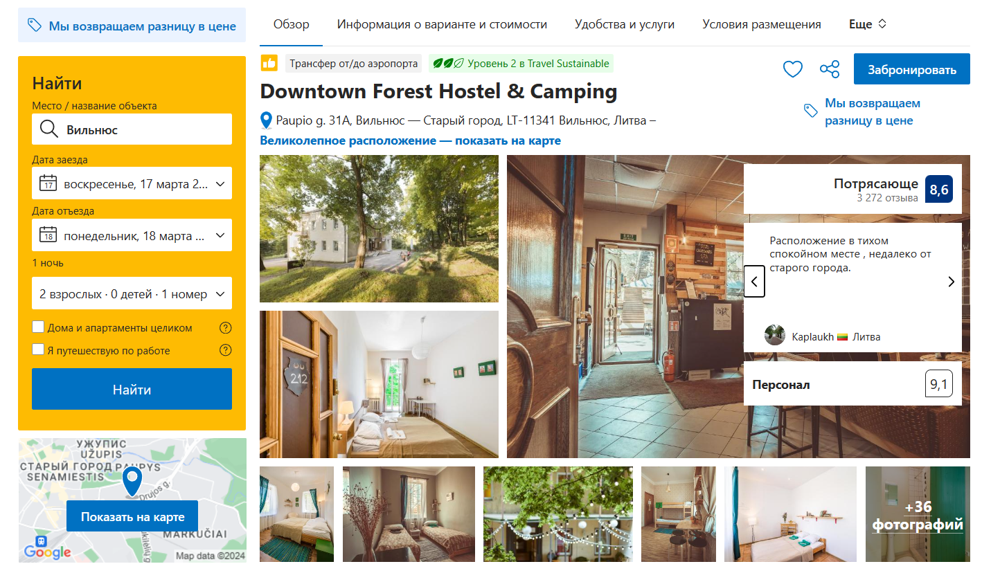 Мы возвращаем разницу в цене
Обзор
Информация о варианте и стоимости
Удобства и услуги
Условия размещения
Еще
Найти
Место / название объекта
Вильнюс
Дата заезда
17
воскресенье, 17 марта 2...
Дата отъезда
18
понедельник, 18 марта ...
1 ночь
2 взрослых · 0 детей · 1 номер
Дома и апартаменты целиком
?
Я путешествую по работе
?
Найти
УЖУПИС
UŽUPIS
СТАРЫЙ ГОРОД PAUPYS
SENAMIESTIS
Drujos g.
Показать на карте
MARKUČIAI
Google
Map data ©2024
Трансфер от/до аэропорта
Уровень 2 в Travel Sustainable
Забронировать
Downtown Forest Hostel & Camping
Мы возвращаем
разницу в цене
Paupio g. 31A, Вильнюс — Старый город, LT-11341 Вильнюс, Литва –
Великолепное расположение — показать на карте
212
EXIT
Потрясающе
3 272 отзыва
8,6
Расположение в тихом
спокойном месте , недалеко от
старого города.
Kaplaukh
Литва
Персонал
9,1
+36
фотографий